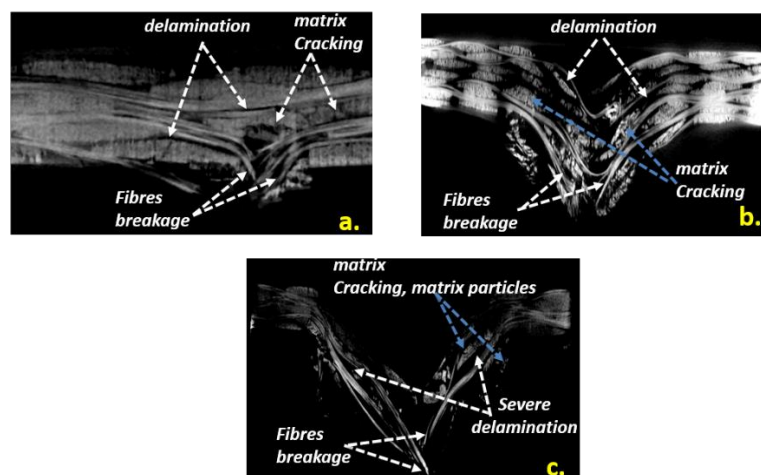 delamination
matrix
Cracking
Fibres
breakage
a.
delamination
matrix
Cracking
Fibres
breakage
b.
matrix
Cracking, matrix particles
Severe
delamination
Fibres
breakage
c.